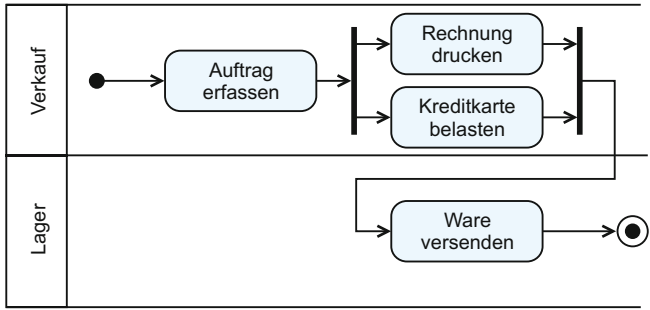 Verkauf
Auftrag
erfassen
Rechnung
drucken
Kreditkarte
belasten
Lager
Ware
versenden